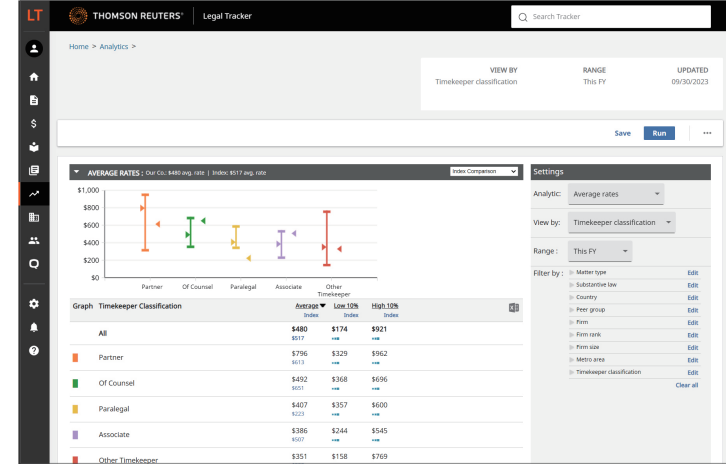 LT
THOMSON REUTERS® Legal Tracker
Search Tracker
Home > Analytics >
VIEW BY RANGE UPDATED
Timekeeper classification This FY 09/30/2023
Save Run
AVERAGE RATES : Our Co.: $480 avg. rate | Index: $517 avg. rate
Index Comparison
Settings
$1,000
$800
$600
$400
$200
$0
Partner Of Counsel Paralegal Associate Other Timekeeper
Analytic: Average rates
View by: Timekeeper classification
Range : This FY
Filter by : Matter type Edit
Substantive law Edit
Country Edit
Peer group Edit
Firm Edit
Firm rank Edit
Firm size Edit
Metro area Edit
Timekeeper classification Edit
Clear all
Graph Timekeeper Classification Average Low 10% High 10%
Index Index Index
All $480 $174 $921
$517
Partner $796 $329 $962
$613
Of Counsel $492 $368 $696
$651
Paralegal $407 $357 $600
$223
Associate $386 $244 $545
$507
Other Timekeeper $351 $158 $769